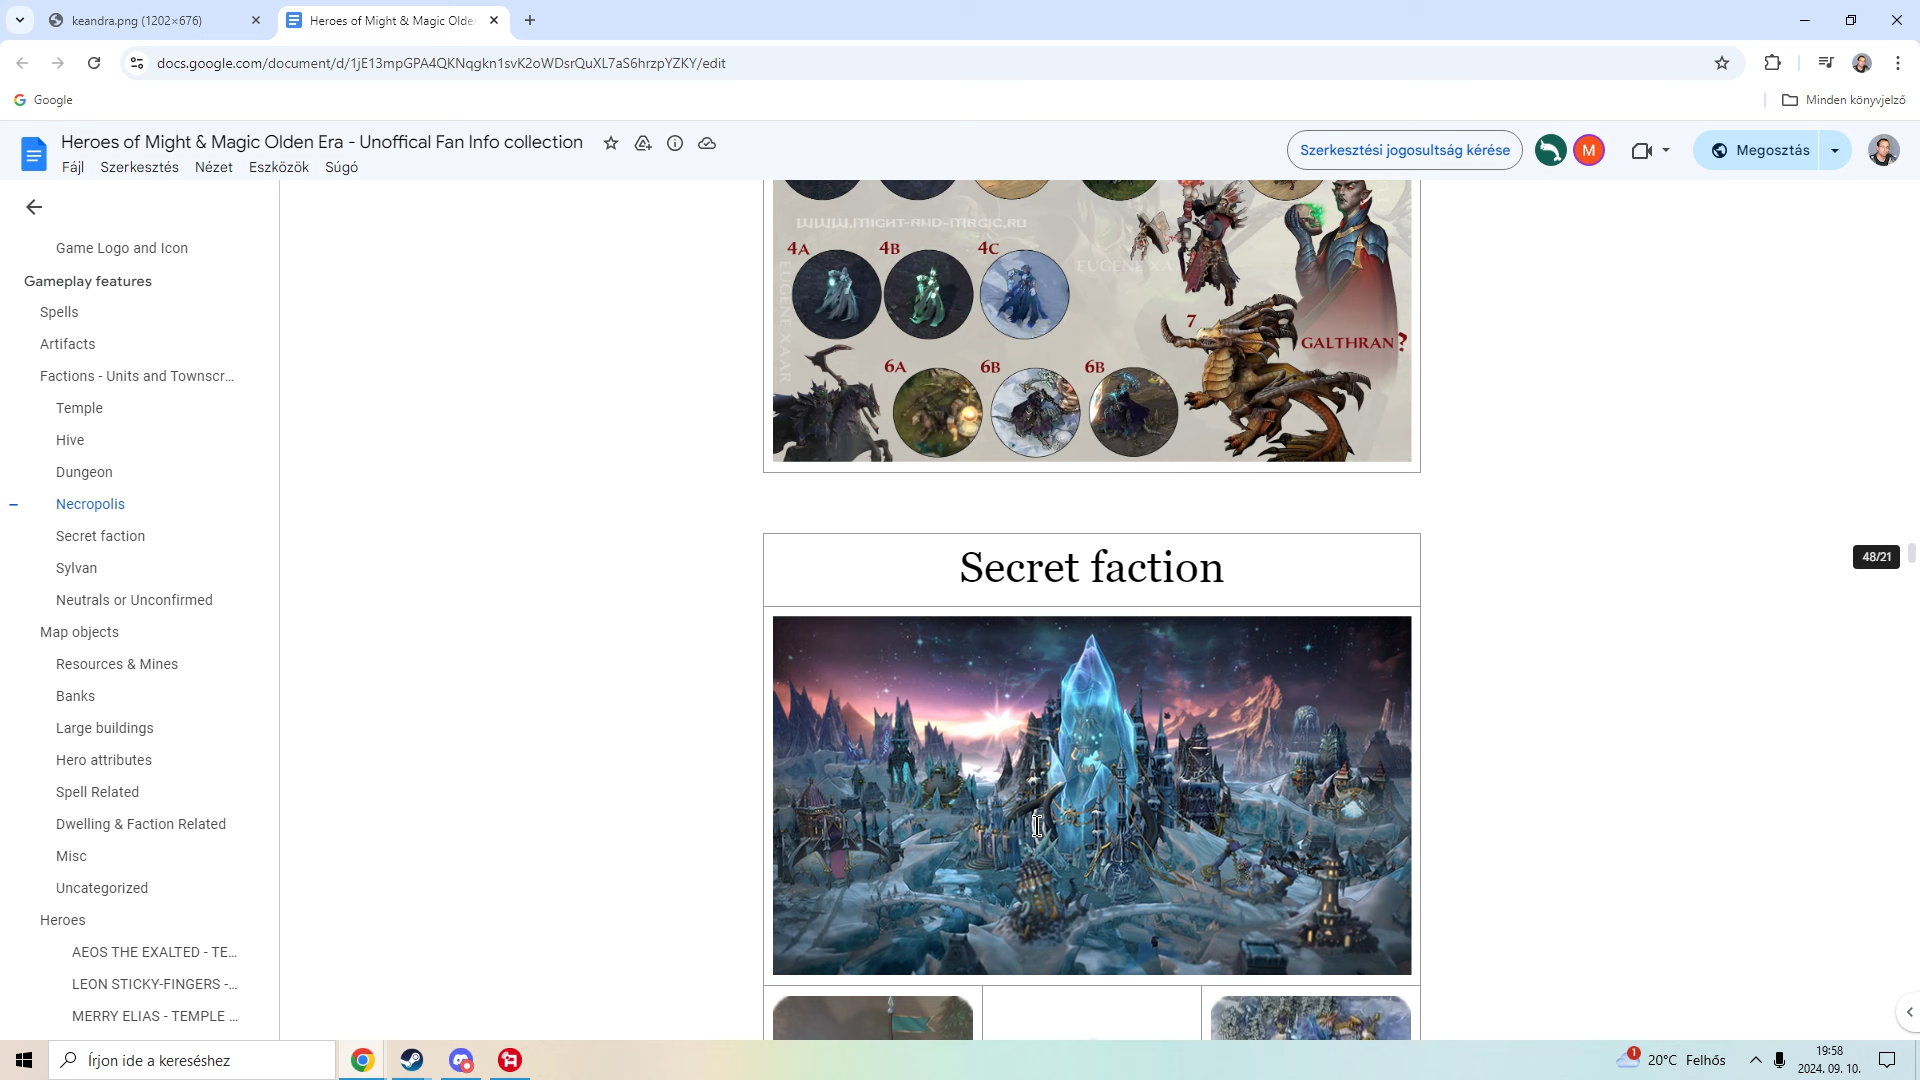 keandra.png (1202×676)
Heroes of Might & Magic Olde
docs.google.com/document/d/1jE13mpGPA4QKNqgkn1svK2oWDsrQuXL7aS6hrzpYZKY/edit
Google
Minden könyvjelző
Heroes of Might & Magic Olden Era - Unoffical Fan Info collection
Fájl Szerkesztés Nézet Eszközök Súgó
Szerkesztési jogosultság kérése
M
Megosztás
Game Logo and Icon
Gameplay features
Spells
Artifacts
Factions - Units and Townscr...
Temple
Hive
Dungeon
Necropolis
Secret faction
Sylvan
Neutrals or Unconfirmed
Map objects
Resources & Mines
Banks
Large buildings
Hero attributes
Spell Related
Dwelling & Faction Related
Misc
Uncategorized
Heroes
AEOS THE EXALTED - TE...
LEON STICKY-FINGERS -...
MERRY ELIAS - TEMPLE ...
WWW.MIGHT-AND-MAGIC.RU
4A 4B 4C
EUGENE XA
EUGENE XAAR
7
GALTHRAN?
6A 6B 6B
Secret faction
48/21
Írjon ide a kereséshez
1
20°C Felhős
19:58
2024. 09. 10.